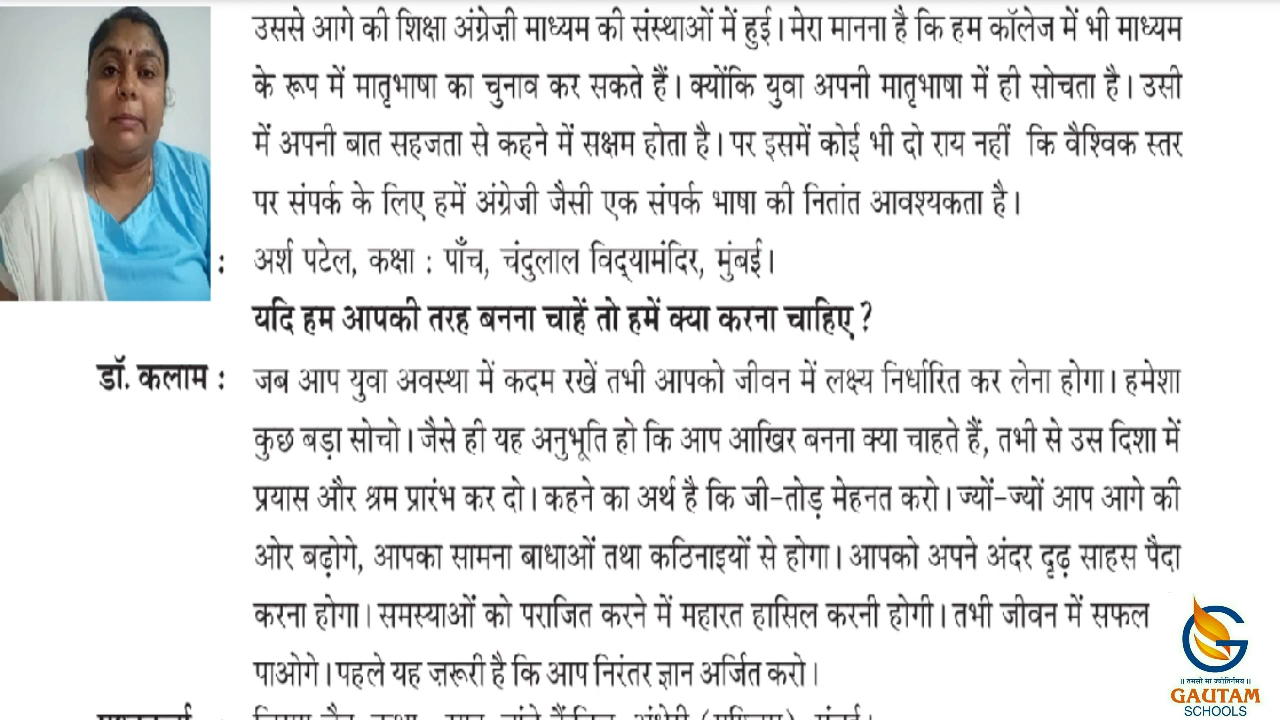 उससे आगे की शिक्षा अंग्रेज़ी माध्यम की संस्थाओं में हुई। मेरा मानना है कि हम कॉलेज में भी माध्यम
के रूप में मातृभाषा का चुनाव कर सकते हैं। क्योंकि युवा अपनी मातृभाषा में ही सोचता है। उसी
में अपनी बात सहजता से कहने में सक्षम होता है। पर इसमें कोई भी दो राय नहीं कि वैश्विक स्तर
पर संपर्क के लिए हमें अंग्रेजी जैसी एक संपर्क भाषा की नितांत आवश्यकता है।
: अर्श पटेल, कक्षा : पाँच, चंदुलाल विद्यामंदिर, मुंबई।
यदि हम आपकी तरह बनना चाहें तो हमें क्या करना चाहिए ?
डॉ. कलाम : जब आप युवा अवस्था में कदम रखें तभी आपको जीवन में लक्ष्य निर्धारित कर लेना होगा। हमेशा
कुछ बड़ा सोचो। जैसे ही यह अनुभूति हो कि आप आखिर बनना क्या चाहते हैं, तभी से उस दिशा में
प्रयास और श्रम प्रारंभ कर दो। कहने का अर्थ है कि जी-तोड़ मेहनत करो। ज्यों-ज्यों आप आगे की
ओर बढ़ोगे, आपका सामना बाधाओं तथा कठिनाइयों से होगा। आपको अपने अंदर दृढ़ साहस पैदा
करना होगा। समस्याओं को पराजित करने में महारत हासिल करनी होगी। तभी जीवन में सफल
पाओगे। पहले यह ज़रूरी है कि आप निरंतर ज्ञान अर्जित करो।
॥ तमसो मा ज्योतिर्गमय॥
GAUTAM
SCHOOLS